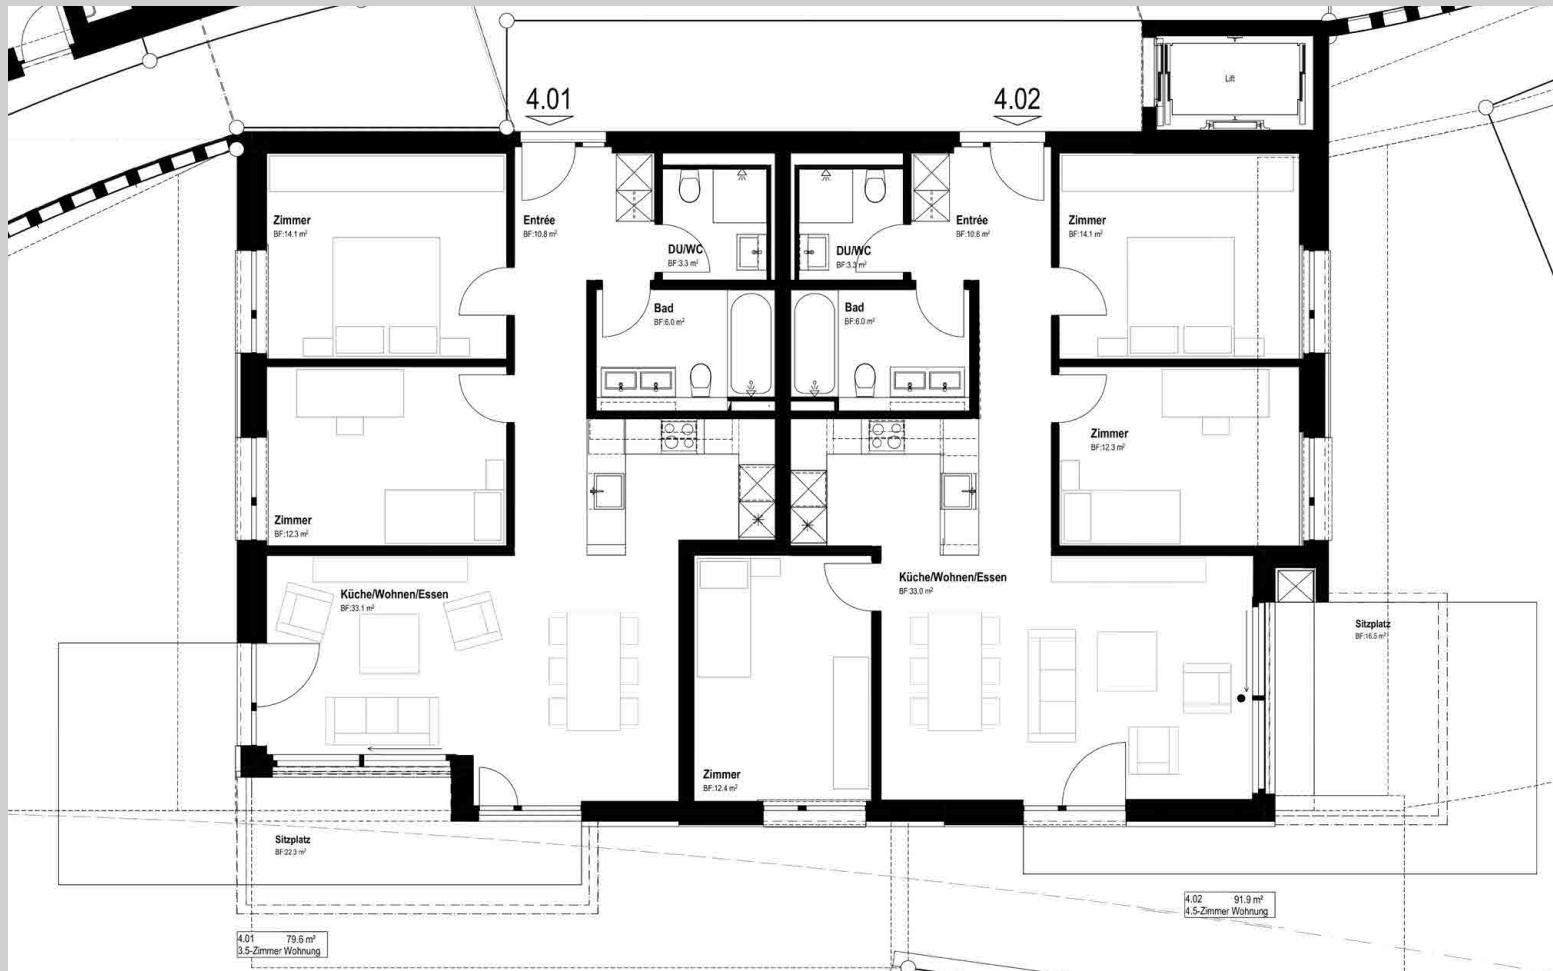 Lift
4.01
4.02
Zimmer
BF:14.1 m²
Entrée
BF:10.8 m²
DU/WC
BF:3.3 m²
DU/WC
BF:3.3 m²
Entrée
BF:10.6 m²
Zimmer
BF:14.1 m²
Bad
BF:6.0 m²
Bad
BF:6.0 m²
Zimmer
BF:12.3 m²
Zimmer
BF:12.3 m²
Küche/Wohnen/Essen
BF:33.1 m²
Küche/Wohnen/Essen
BF:33.0 m²
Sitzplatz
BF:16.5 m²
Zimmer
BF:12.4 m²
Sitzplatz
BF:22.3 m²
4.02 91.9 m²
4.5-Zimmer Wohnung
4.01 79.6 m²
3.5-Zimmer Wohnung